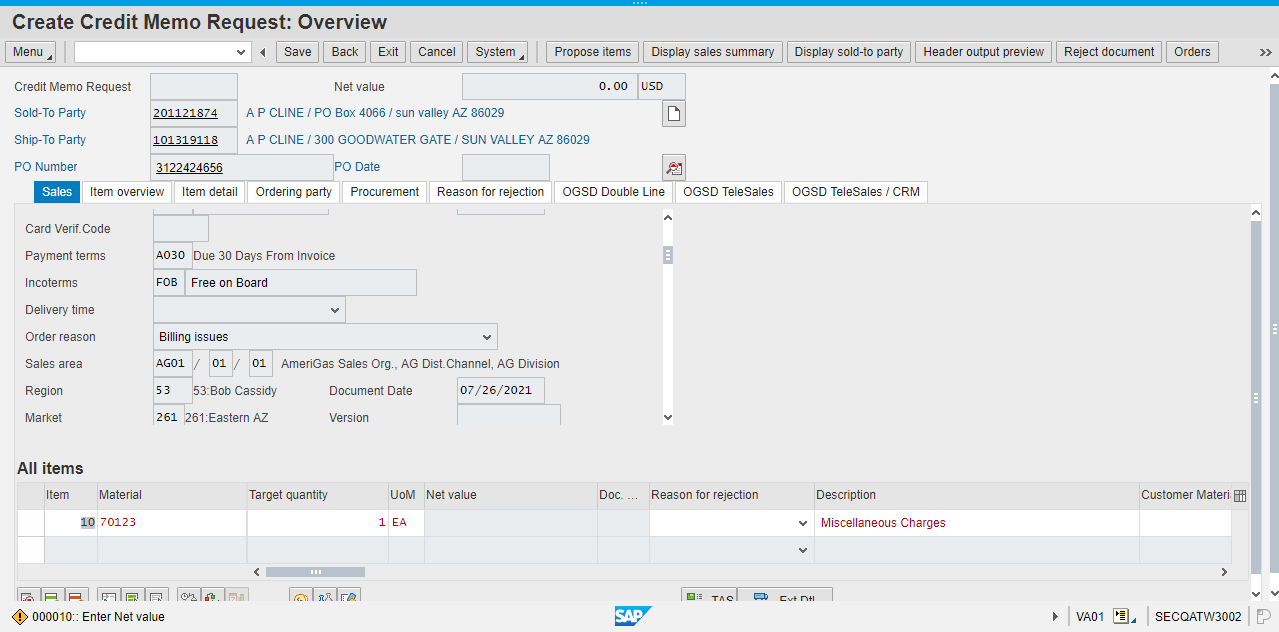 Create Credit Memo Request: Overview
Menu Save Back Exit Cancel System Propose items Display sales summary Display sold-to party Header output preview Reject document Orders
Credit Memo Request Net value 0.00 USD
Sold-To Party 201121874 A P CLINE / PO Box 4066 / sun valley AZ 86029
Ship-To Party 101319118 A P CLINE / 300 GOODWATER GATE / SUN VALLEY AZ 86029
PO Number 3122424656 PO Date
Sales Item overview Item detail Ordering party Procurement Reason for rejection OGSD Double Line OGSD TeleSales OGSD TeleSales / CRM
Card Verif.Code
Payment terms A030 Due 30 Days From Invoice
Incoterms FOB Free on Board
Delivery time
Order reason Billing issues
Sales area AG01 / 01 / 01 AmeriGas Sales Org., AG Dist.Channel, AG Division
Region 53 53:Bob Cassidy Document Date 07/26/2021
Market 261 261:Eastern AZ Version
All items
Item Material Target quantity UoM Net value Doc. ... Reason for rejection Description Customer Materi
10 70123 1 EA Miscellaneous Charges
TAS Ext Dtl
000010:: Enter Net value SAP VA01 SECQATW3002